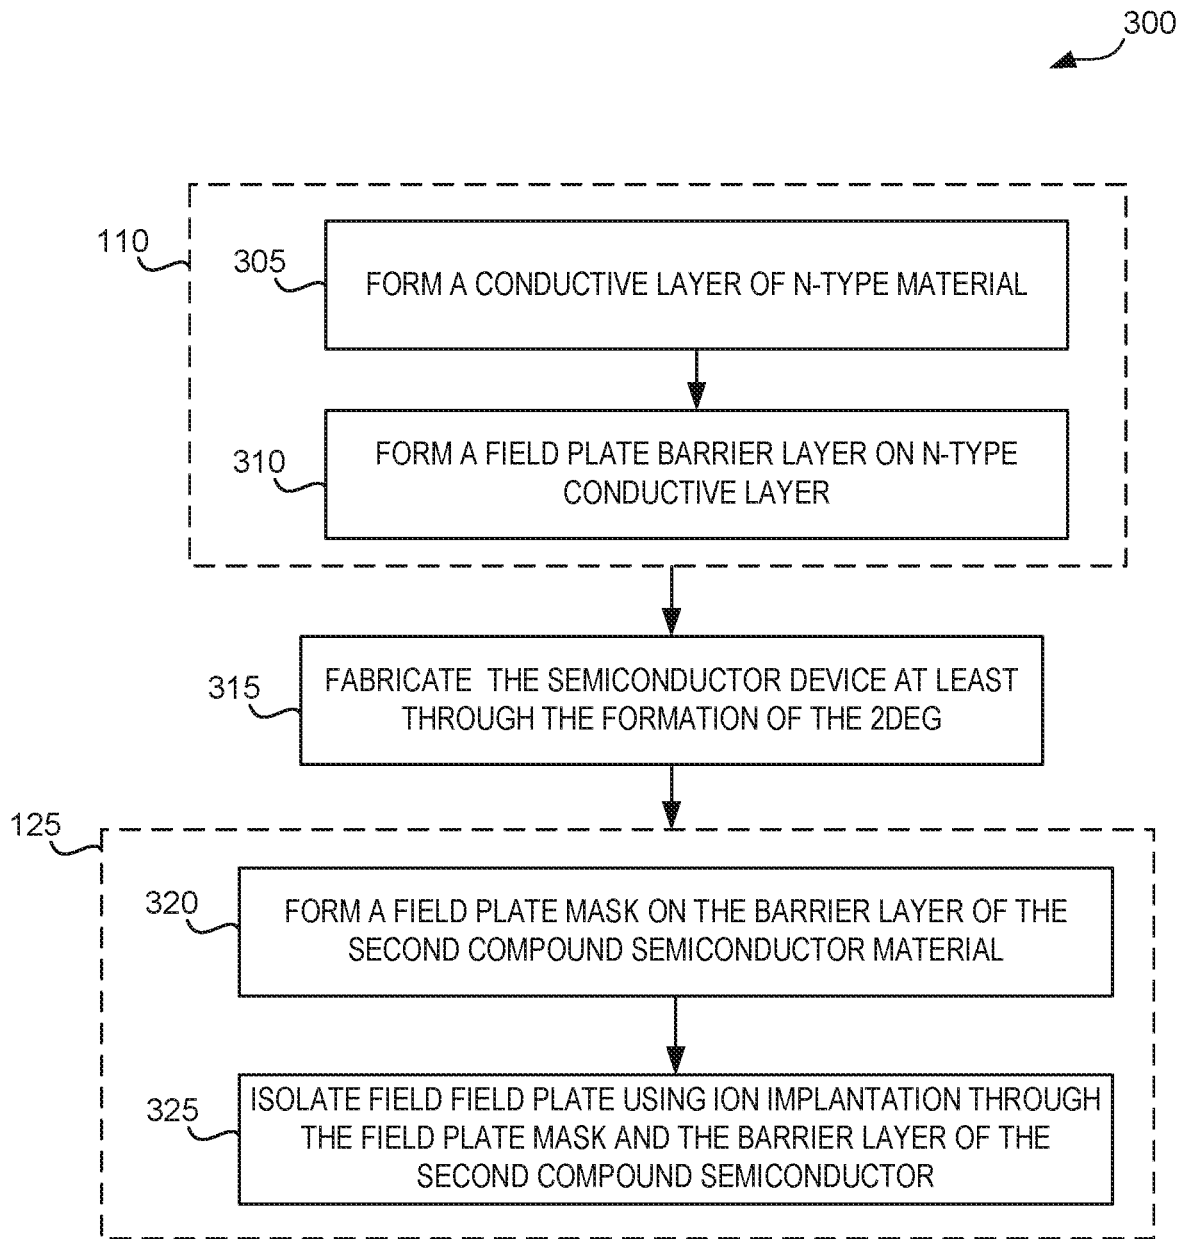 300
110
305
FORM A CONDUCTIVE LAYER OF N-TYPE MATERIAL
310
FORM A FIELD PLATE BARRIER LAYER ON N-TYPE
CONDUCTIVE LAYER
315
FABRICATE THE SEMICONDUCTOR DEVICE AT LEAST
THROUGH THE FORMATION OF THE 2DEG
125
320
FORM A FIELD PLATE MASK ON THE BARRIER LAYER OF THE
SECOND COMPOUND SEMICONDUCTOR MATERIAL
325
ISOLATE FIELD FIELD PLATE USING ION IMPLANTATION THROUGH
THE FIELD PLATE MASK AND THE BARRIER LAYER OF THE
SECOND COMPOUND SEMICONDUCTOR